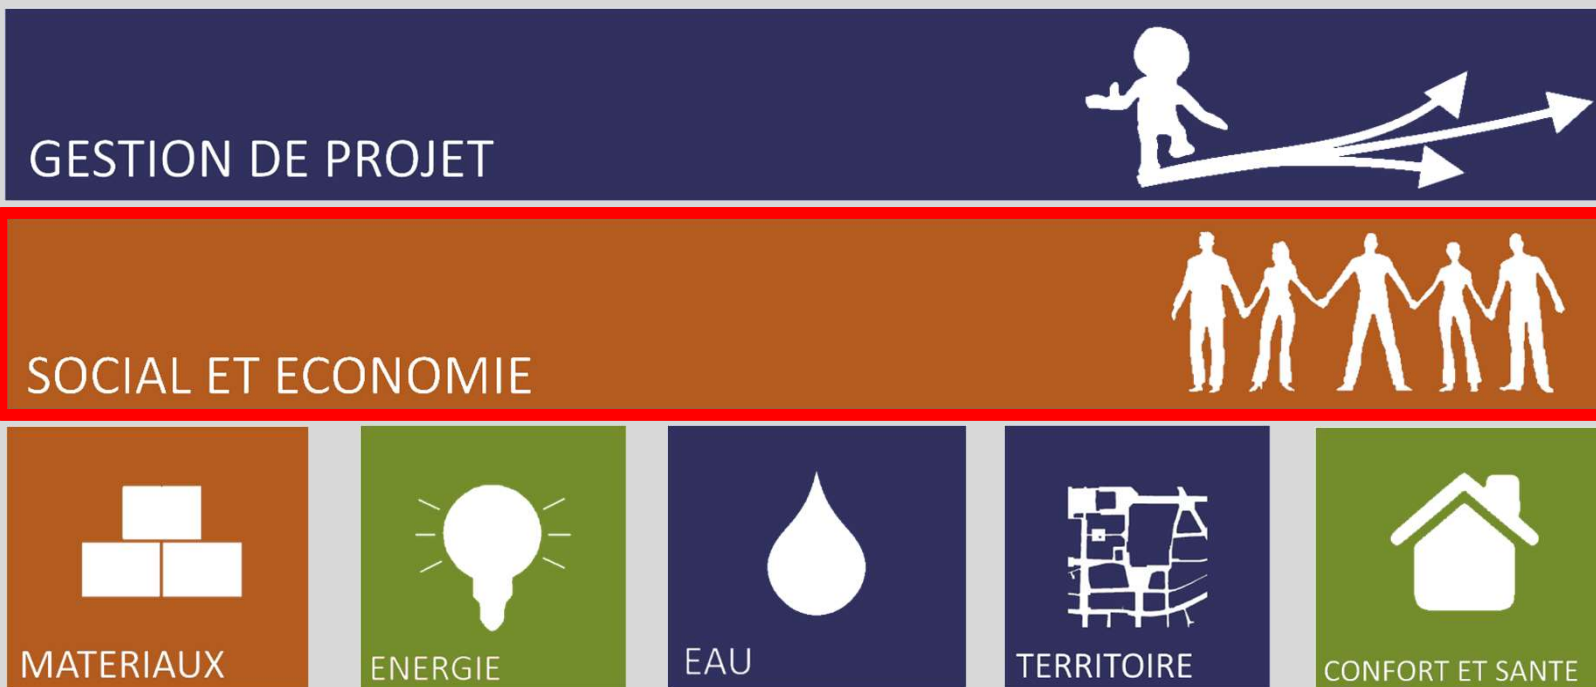 GESTION DE PROJET
SOCIAL ET ECONOMIE
MATERIAUX
ENERGIE
EAU
TERRITOIRE
CONFORT ET SANTE